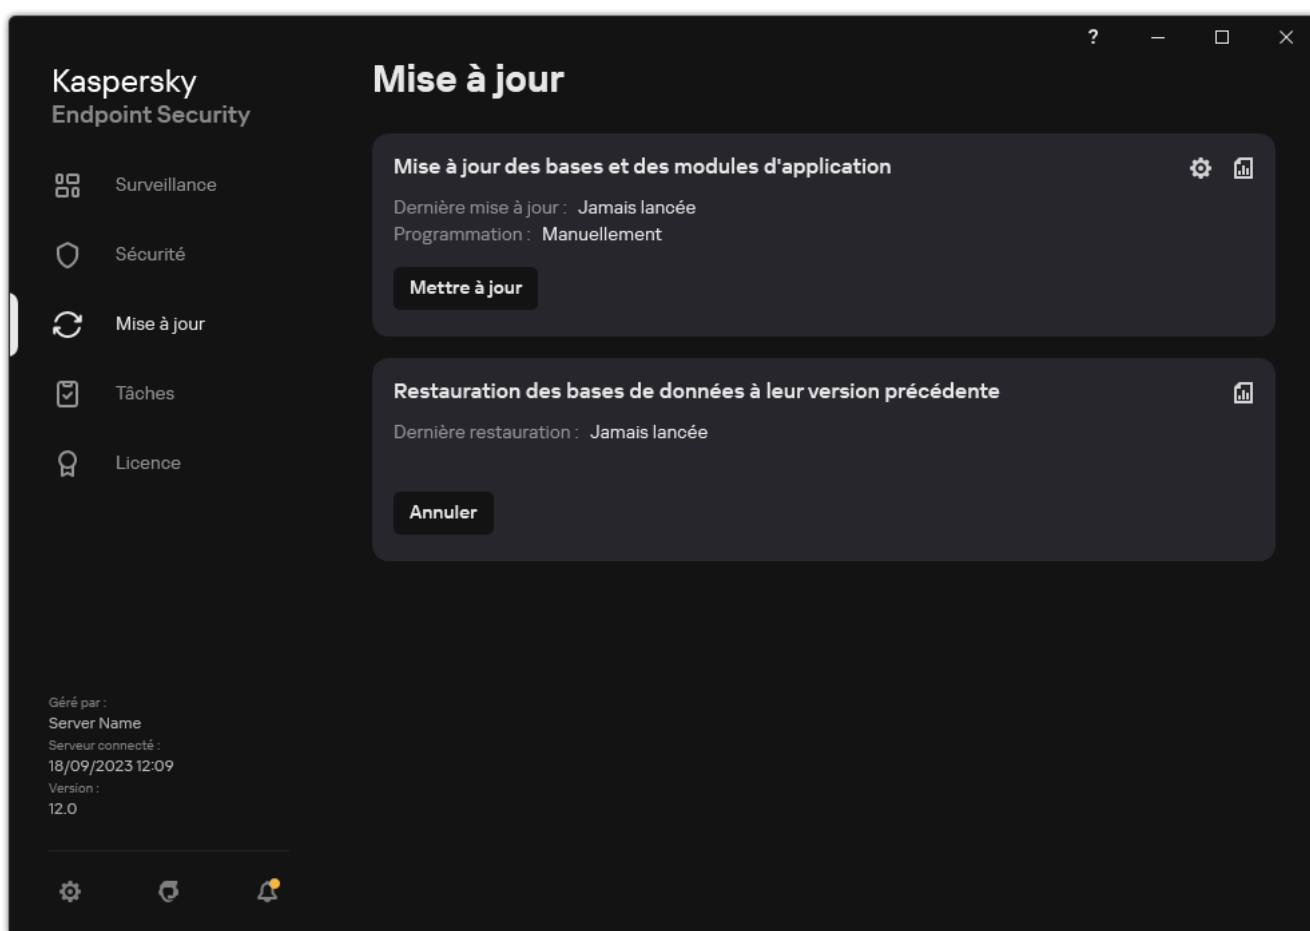 ?
Kaspersky
Endpoint Security
Surveillance
Sécurité
Mise à jour
Tâches
Licence
Géré par :
Server Name
Serveur connecté :
18/09/2023 12:09
Version :
12.0
Mise à jour
Mise à jour des bases et des modules d'application
Dernière mise à jour : Jamais lancée
Programmation : Manuellement
Mettre à jour
Restauration des bases de données à leur version précédente
Dernière restauration : Jamais lancée
Annuler